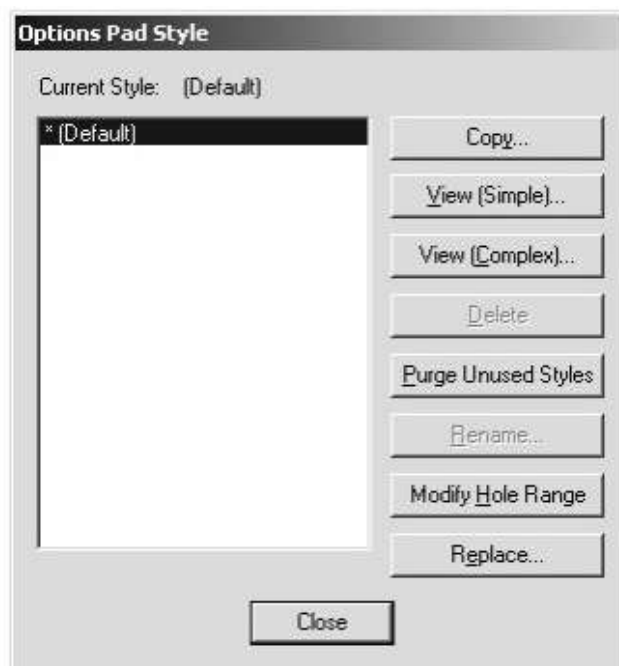 Options Pad Style
Current Style: (Default)
* (Default)
Copy...
View (Simple)...
View (Complex)...
Delete
Purge Unused Styles
Rename...
Modify Hole Range
Replace...
Close